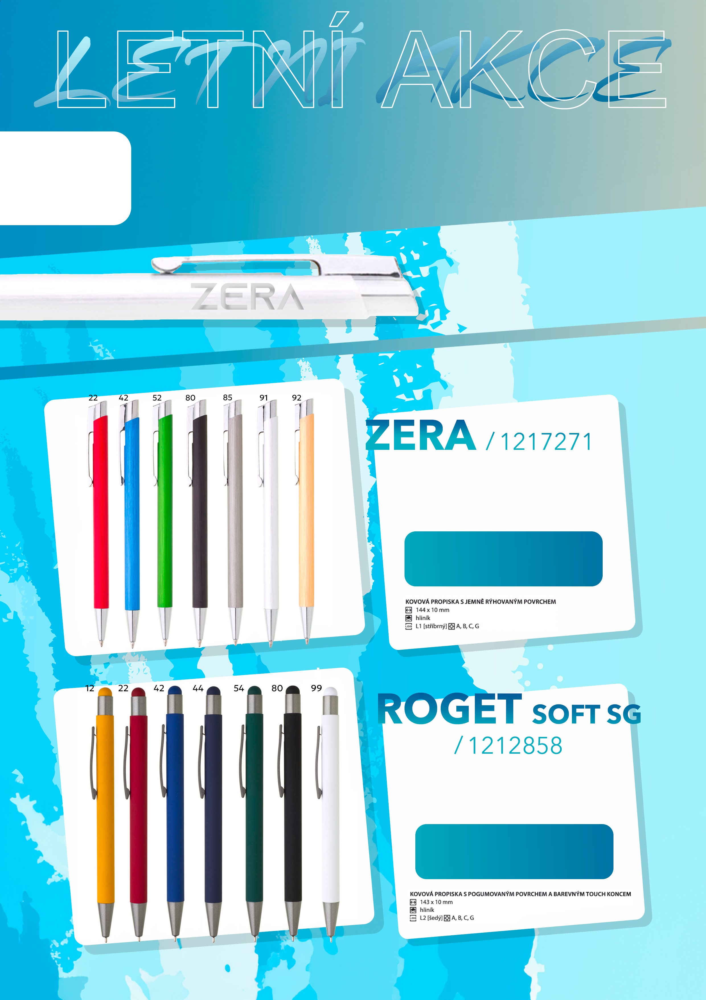 LETNÍ AKCE
LETNÍ AKCE
ZERA
22 42 52 80 85 91 92
ZERA / 1217271
KOVOVÁ PROPISKA S JEMNĚ RÝHOVANÝM POVRCHEM
144 x 10 mm
hliník
L1 [stříbrný] A, B, C, G
12 22 42 44 54 80 99
ROGET SOFT SG
/ 1212858
KOVOVÁ PROPISKA S POGUMOVANÝM POVRCHEM A BAREVNÝM TOUCH KONCEM
143 x 10 mm
hliník
L2 [šedý] A, B, C, G